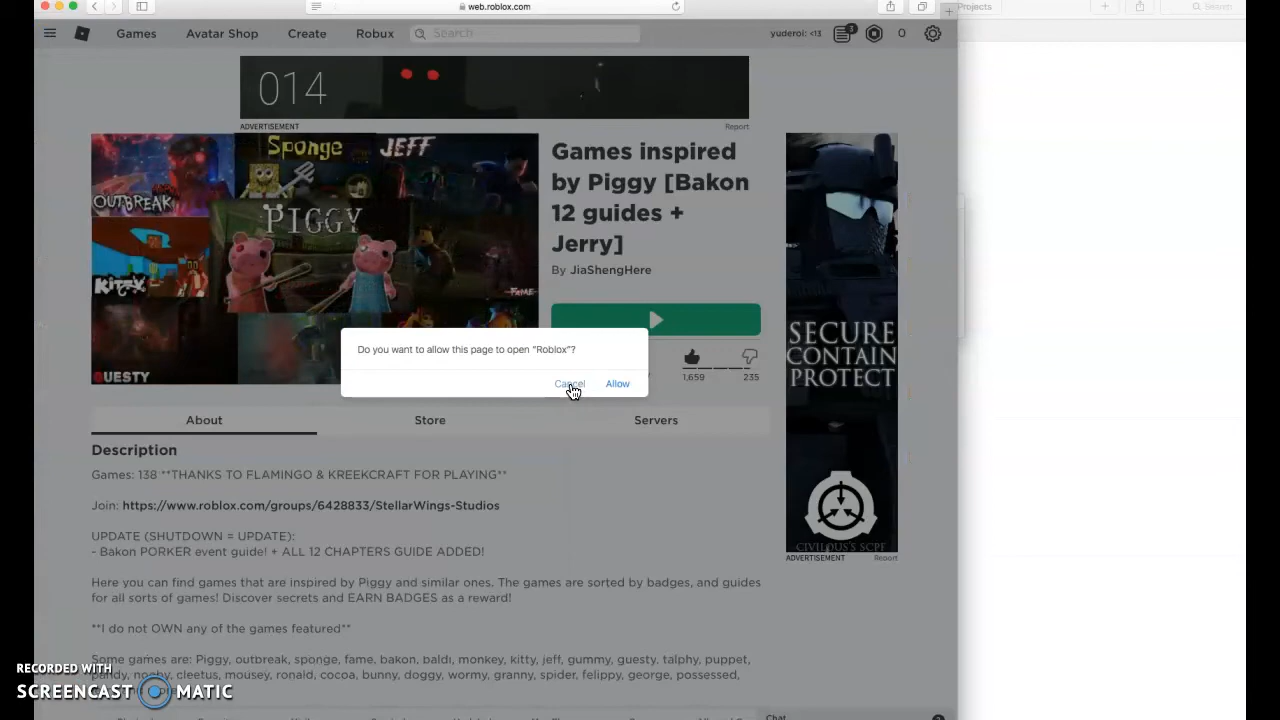 web.roblox.com
Projects
Search
Games
Avatar Shop
Create
Robux
Search
yuderoi: <13
3
0
014
ADVERTISEMENT
Report
OUTBREAK
Sponge
JEFF
PIGGY
FAME
GUESTY
Games inspired
by Piggy [Bakon
12 guides +
Jerry]
By JiaShengHere
Do you want to allow this page to open "Roblox"?
Cancel
Allow
1,659
235
SECURE
CONTAIN
PROTECT
CIVILOUS'S SCPF
ADVERTISEMENT
Report
About
Store
Servers
Description
Games: 138 **THANKS TO FLAMINGO & KREEKCRAFT FOR PLAYING**
Join: https://www.roblox.com/groups/6428833/StellarWings-Studios
UPDATE (SHUTDOWN = UPDATE):
- Bakon PORKER event guide! + ALL 12 CHAPTERS GUIDE ADDED!
Here you can find games that are inspired by Piggy and similar ones. The games are sorted by badges, and guides
for all sorts of games! Discover secrets and EARN BADGES as a reward!
**I do not OWN any of the games featured**
Some games are: Piggy, outbreak, sponge, fame, bakon, baldi, monkey, kitty, jeff, gummy, guesty, talphy, puppet,
pandy, nooby, cleetus, mousey, ronald, cocoa, bunny, doggy, wormy, granny, spider, felippy, george, possessed,
Chat
RECORDED WITH
SCREENCAST MATIC